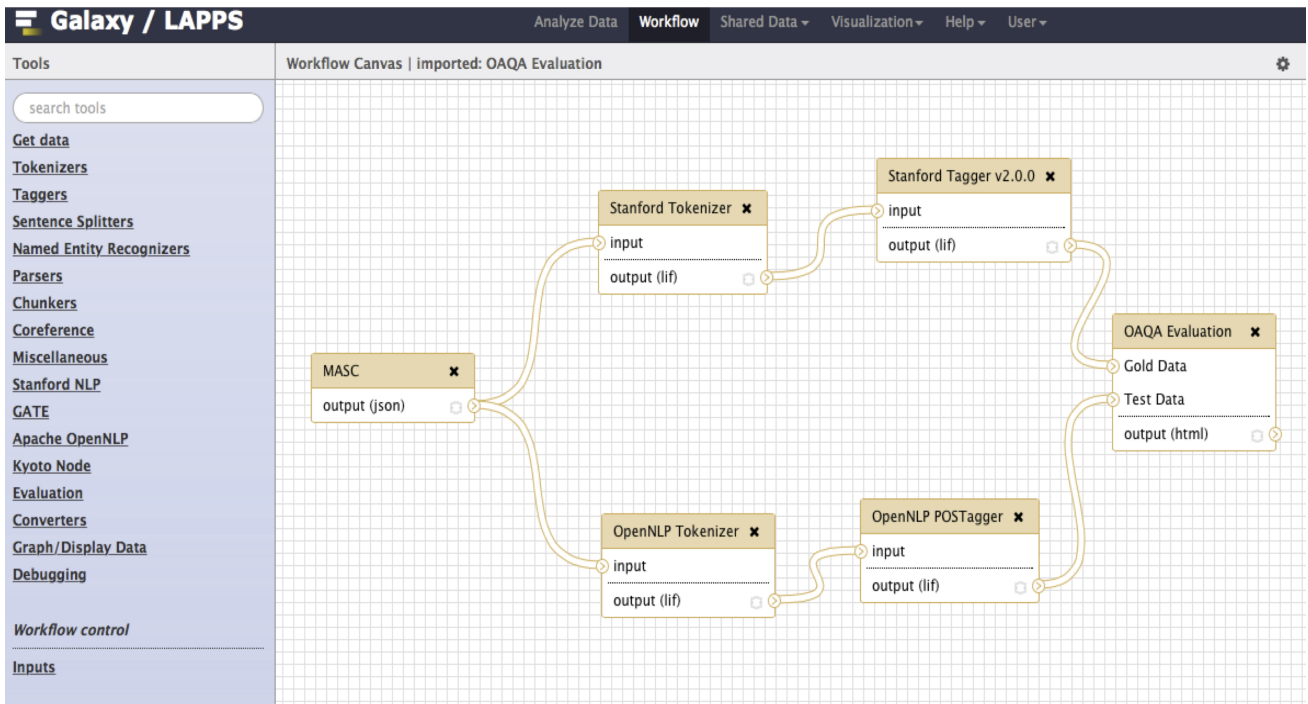 Galaxy / LAPPS
Analyze Data Workflow Shared Data Visualization Help User
Tools
Workflow Canvas | imported: OAQA Evaluation
search tools
Get data
Tokenizers
Taggers
Sentence Splitters
Named Entity Recognizers
Parsers
Chunkers
Coreference
Miscellaneous
Stanford NLP
GATE
Apache OpenNLP
Kyoto Node
Evaluation
Converters
Graph/Display Data
Debugging
Workflow control
Inputs
MASC
output (json)
Stanford Tokenizer
input
output (lif)
Stanford Tagger v2.0.0
input
output (lif)
OpenNLP Tokenizer
input
output (lif)
OpenNLP POSTagger
input
output (lif)
OAQA Evaluation
Gold Data
Test Data
output (html)